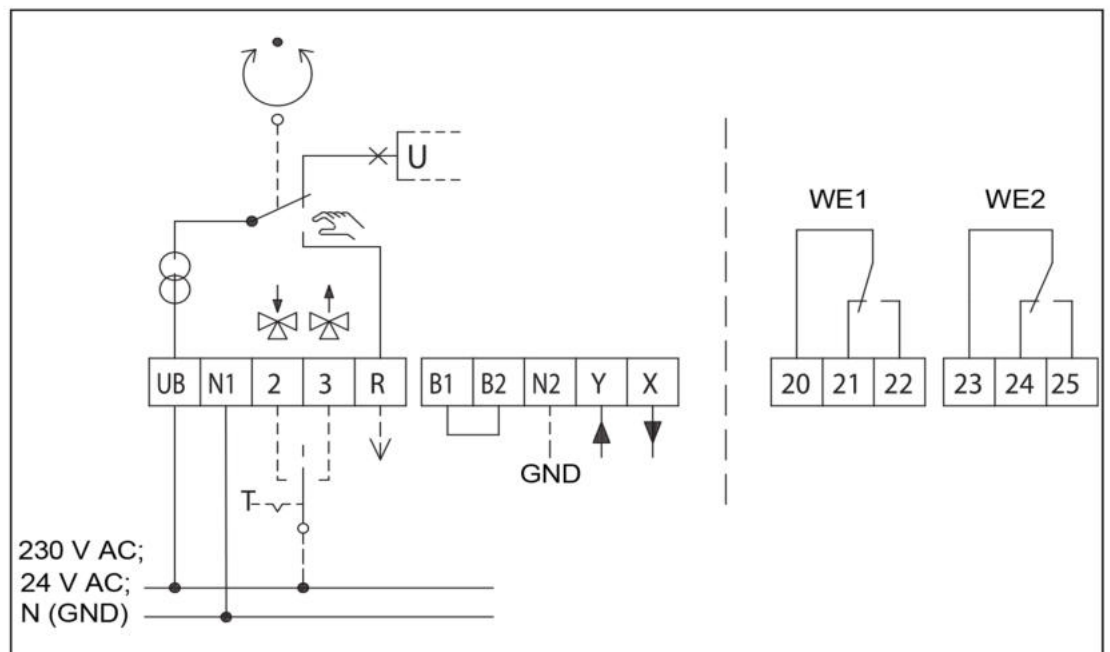 U
WE1 WE2
UB N1 2 3 R B1 B2 N2 Y X 20 21 22 23 24 25
GND
T
230 V AC;
24 V AC;
N (GND)